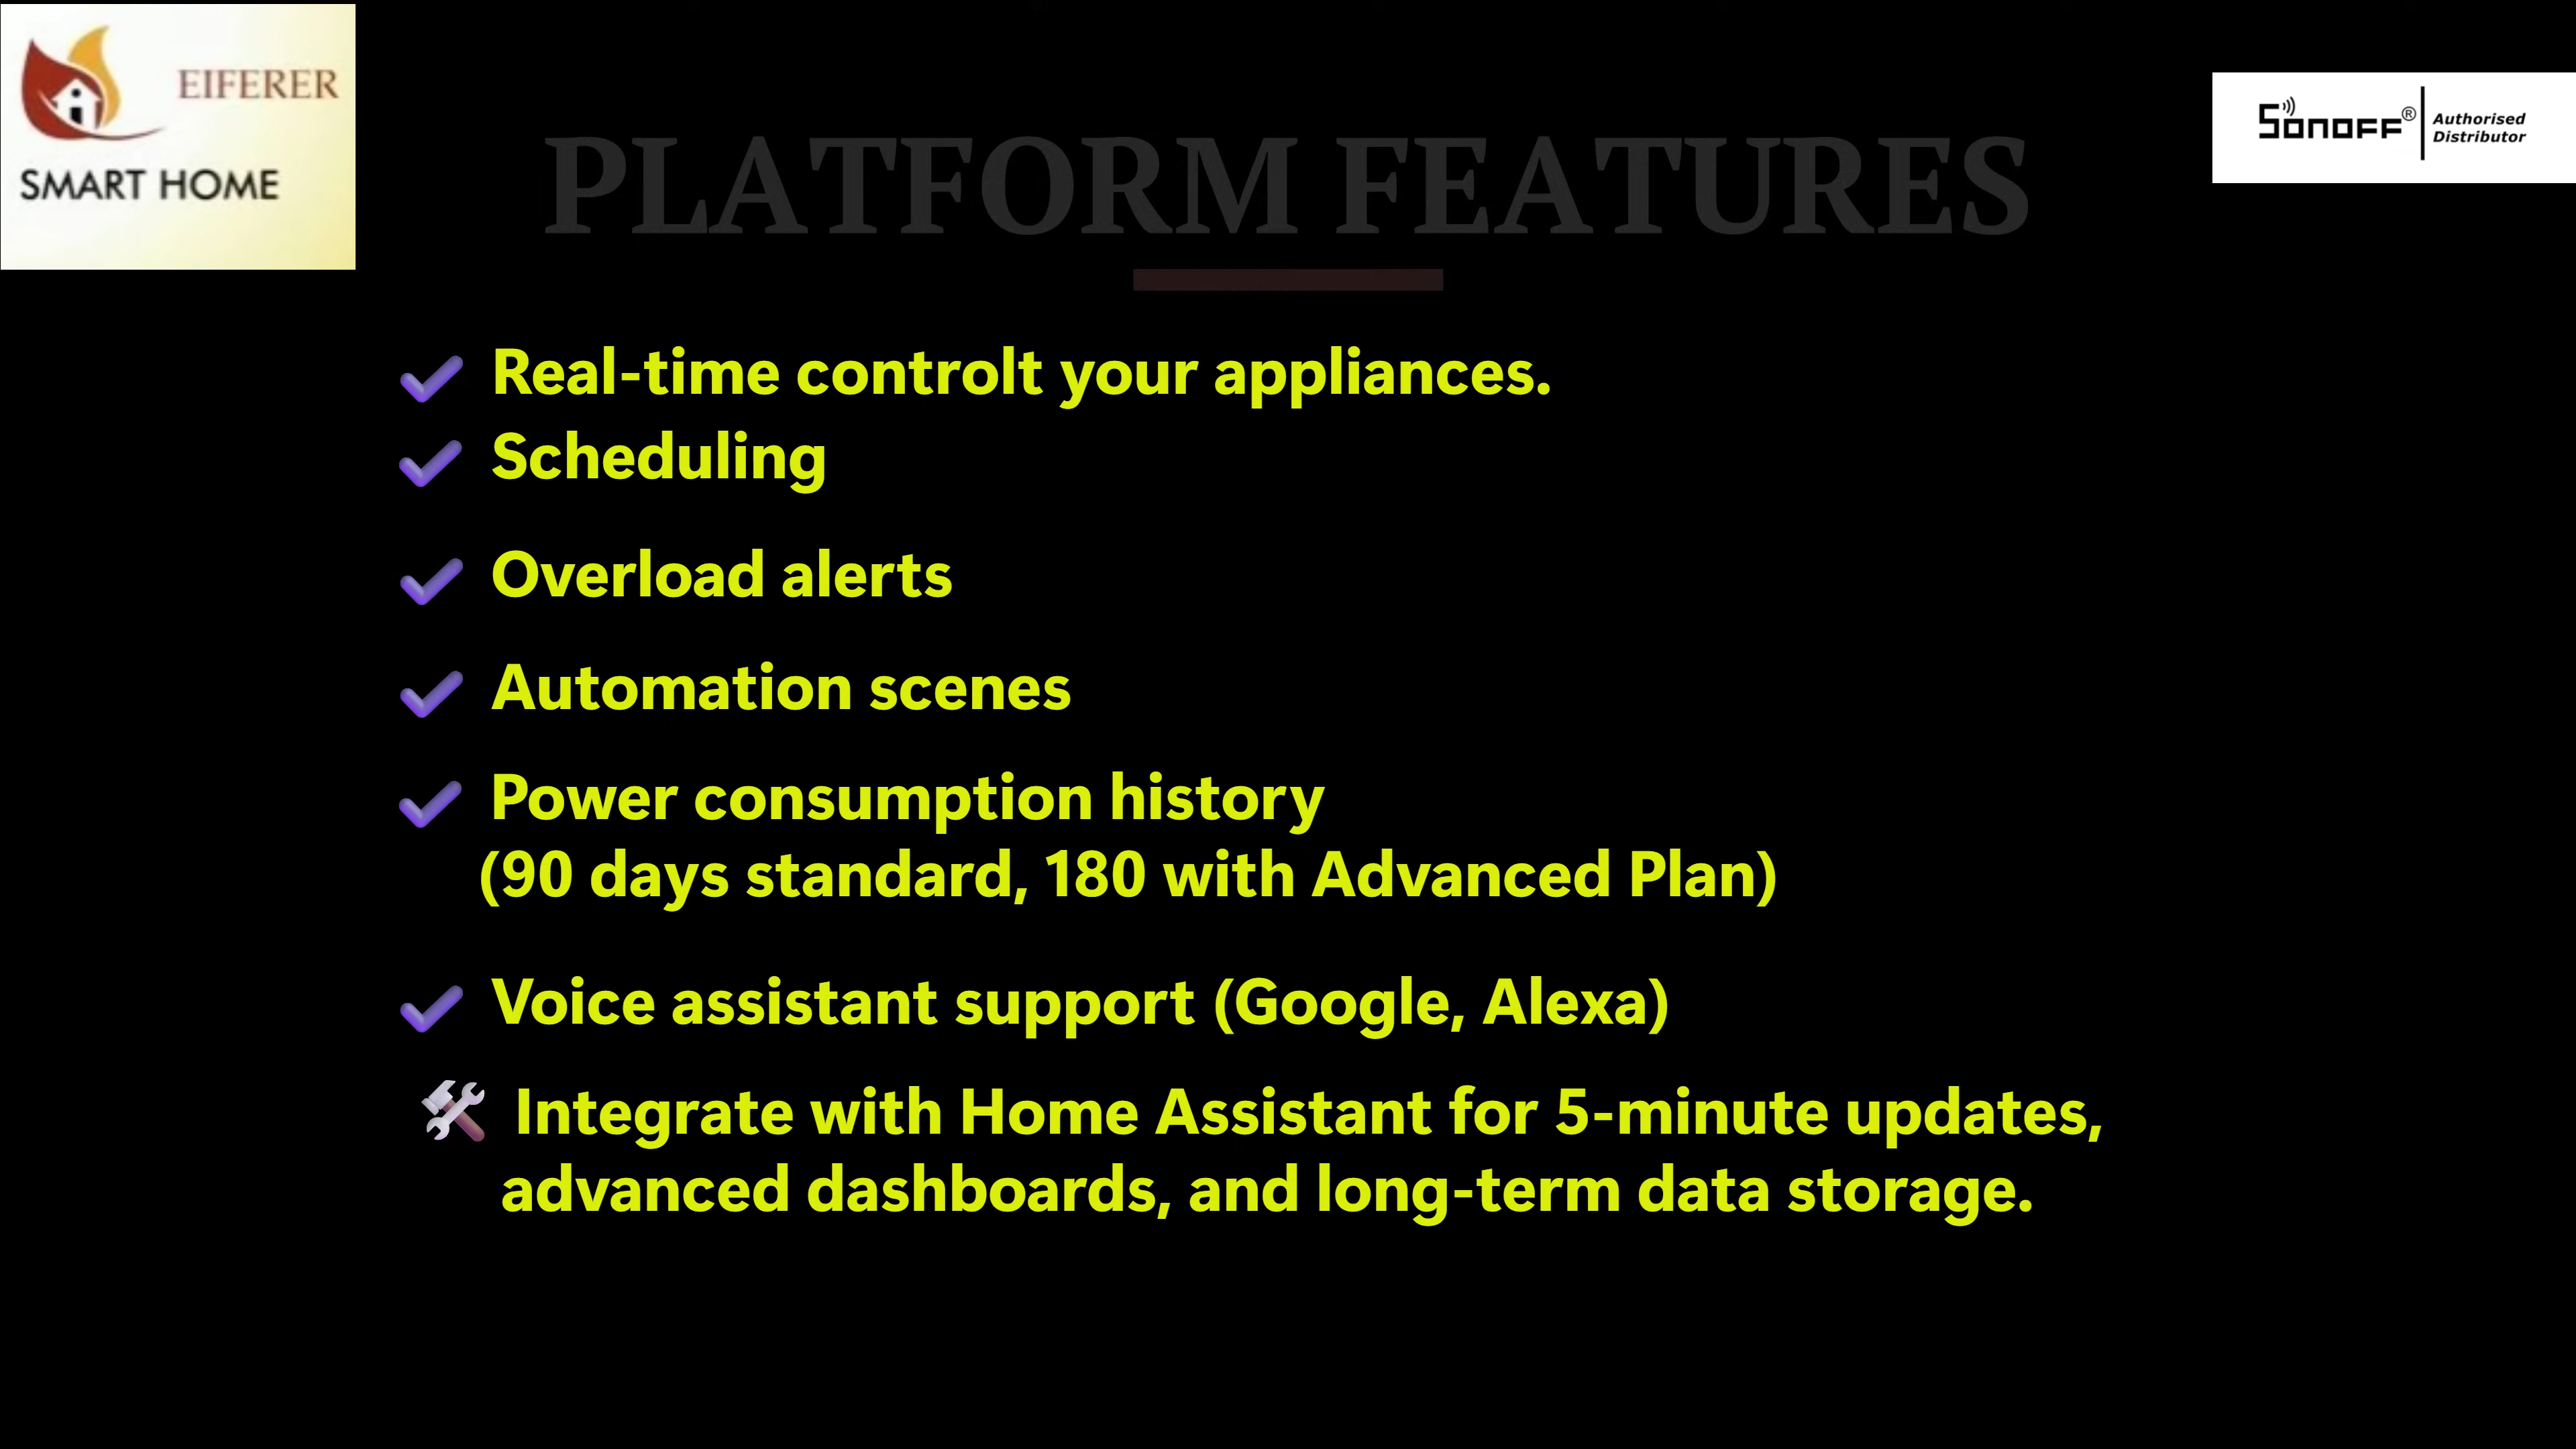 EIFERER
SMART HOME
SONOFF® Authorised
Distributor
PLATFORM FEATURES
✔ Real-time controlt your appliances.
✔ Scheduling
✔ Overload alerts
✔ Automation scenes
✔ Power consumption history
(90 days standard, 180 with Advanced Plan)
✔ Voice assistant support (Google, Alexa)
🛠 Integrate with Home Assistant for 5-minute updates,
advanced dashboards, and long-term data storage.